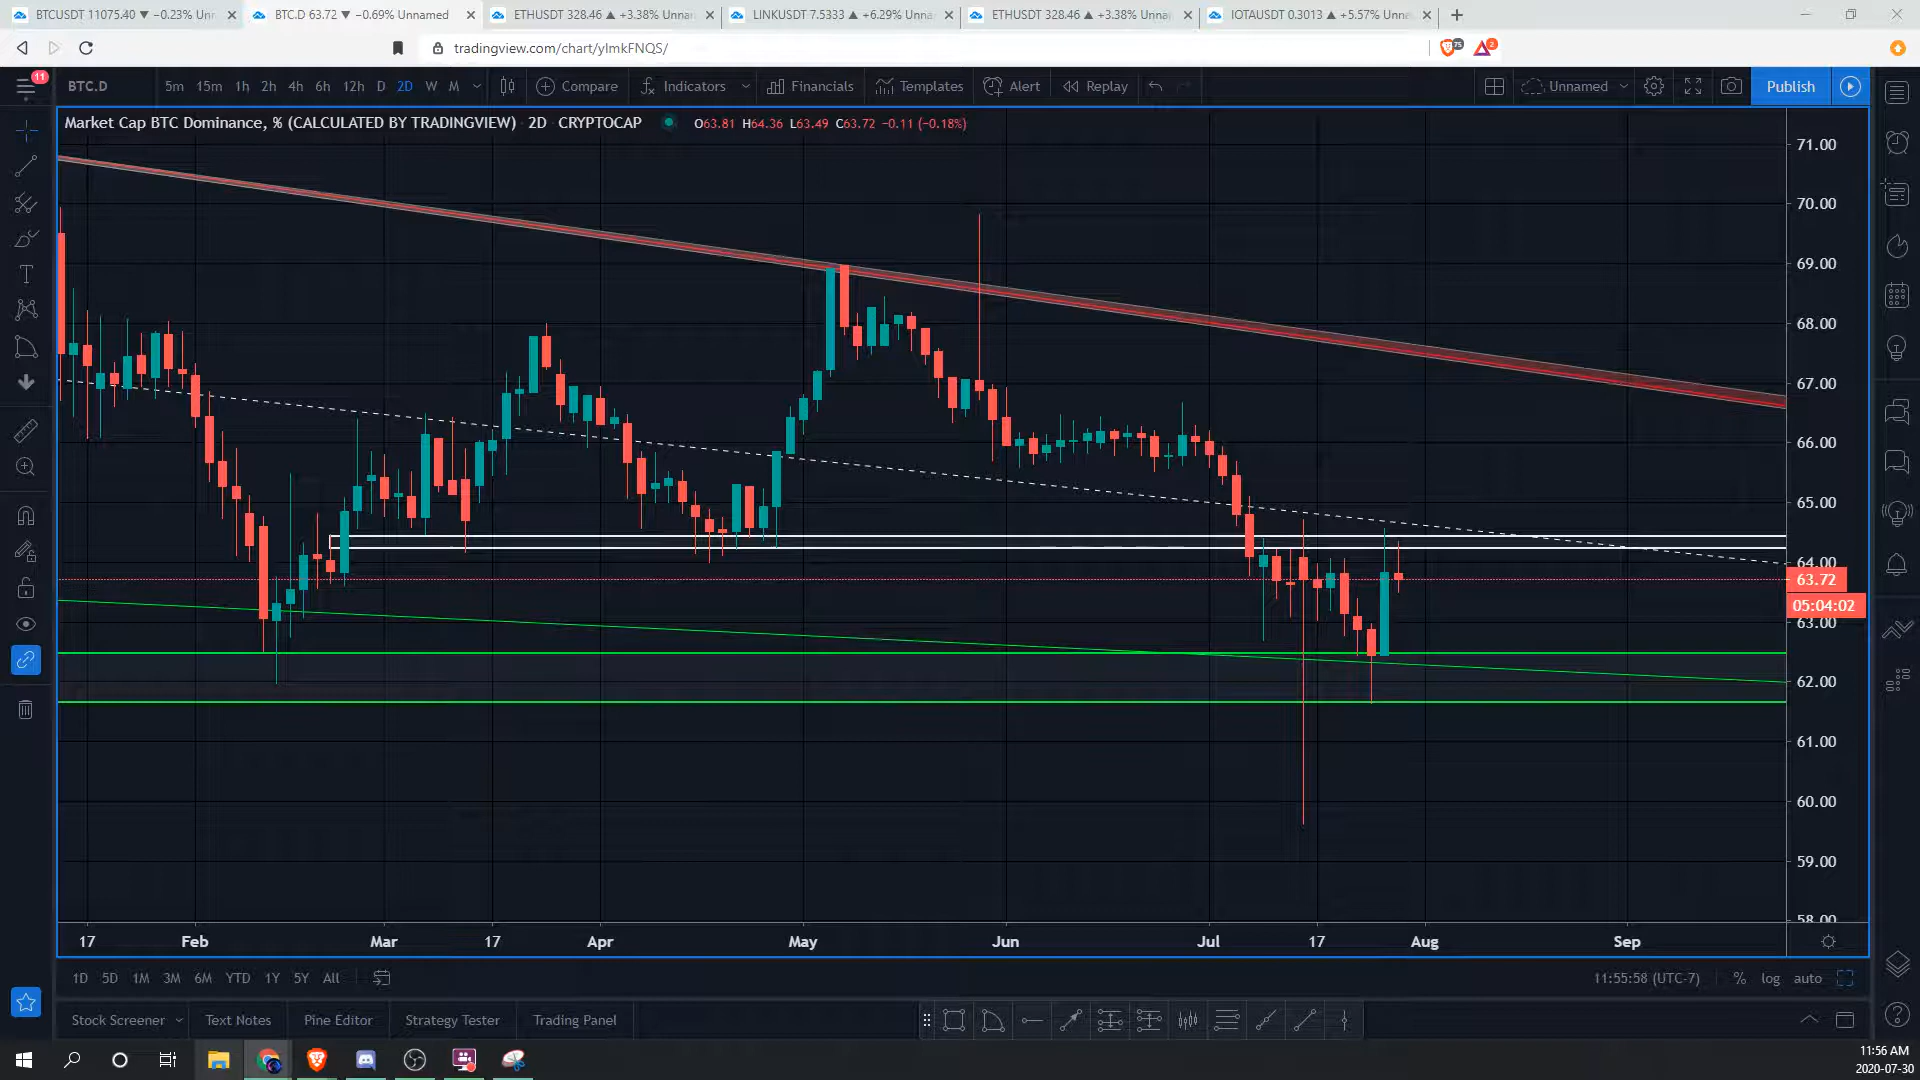 BTCUSDT 11075.40 ▼ −0.23% Unn
BTC.D 63.72 ▼ −0.69% Unnamed
ETHUSDT 328.46 ▲ +3.38% Unna
LINKUSDT 7.5333 ▲ +6.29% Unna
ETHUSDT 328.46 ▲ +3.38% Unna
IOTAUSDT 0.3013 ▲ +5.57% Unna
tradingview.com/chart/yImkFNQS/
75
2
11
BTC.D 5m 15m 1h 2h 4h 6h 12h D 2D W M Compare Indicators Financials Templates Alert Replay Unnamed Publish
Market Cap BTC Dominance, % (CALCULATED BY TRADINGVIEW) 2D CRYPTOCAP O63.81 H64.36 L63.49 C63.72 −0.11 (−0.18%)
71.00
70.00
69.00
68.00
67.00
66.00
65.00
64.00
63.72
05:04:02
63.00
62.00
61.00
60.00
59.00
58.00
17 Feb Mar 17 Apr May Jun Jul 17 Aug Sep
1D 5D 1M 3M 6M YTD 1Y 5Y All 11:55:58 (UTC-7) % log auto
Stock Screener Text Notes Pine Editor Strategy Tester Trading Panel
11:56 AM
2020-07-30